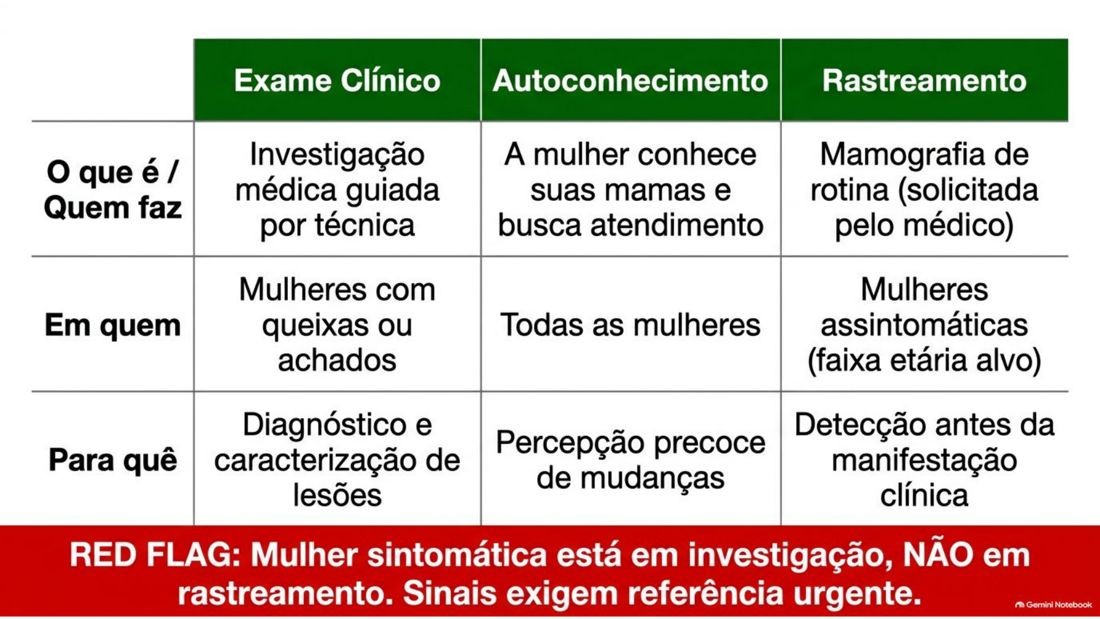 Exame Clínico
Autoconhecimento
Rastreamento
O que é /
Quem faz
Investigação
médica guiada
por técnica
A mulher conhece
suas mamas e
busca atendimento
Mamografia de
rotina (solicitada
pelo médico)
Em quem
Mulheres com
queixas ou
achados
Todas as mulheres
Mulheres
assintomáticas
(faixa etária alvo)
Para quê
Diagnóstico e
caracterização de
lesões
Percepção precoce
de mudanças
Detecção antes da
manifestação
clínica
RED FLAG: Mulher sintomática está em investigação, NÃO em
rastreamento. Sinais exigem referência urgente.
Gemini Notebook